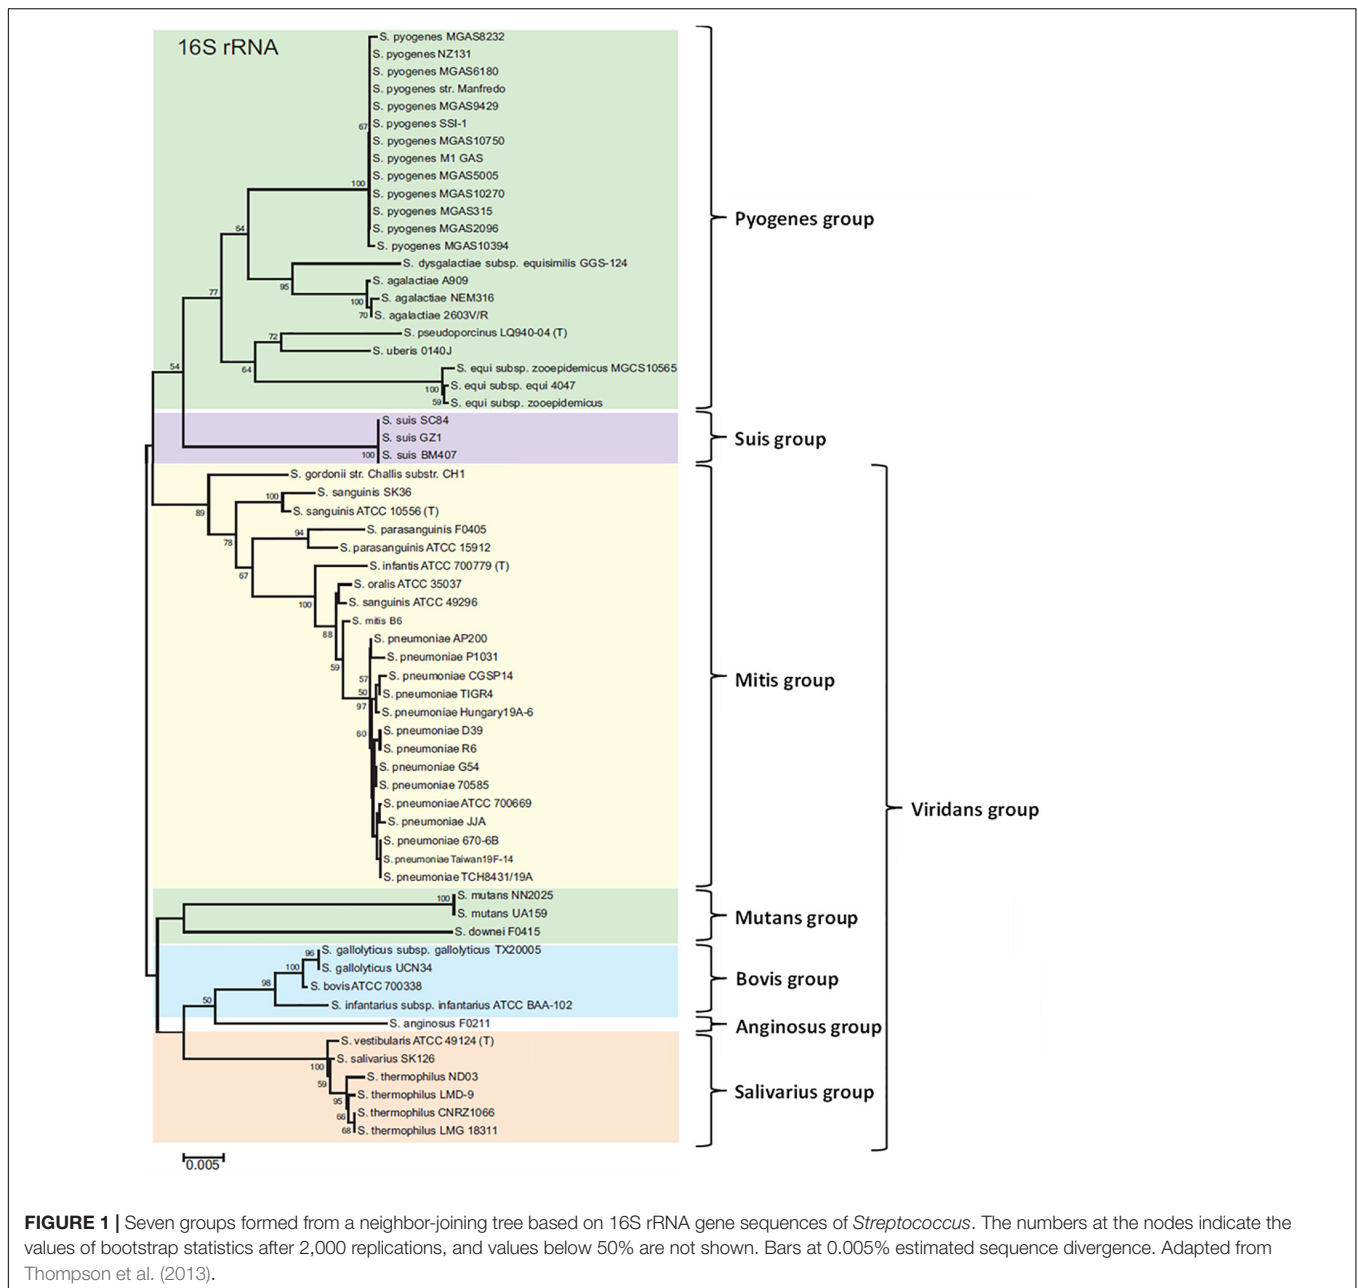 16S rRNA
S. pyogenes MGAS8232
S. pyogenes NZ131
S. pyogenes MGAS6180
S. pyogenes str. Manfredo
S. pyogenes MGAS9429
67
S. pyogenes SSI-1
S. pyogenes MGAS10750
S. pyogenes M1 GAS
S. pyogenes MGAS5005
100
S. pyogenes MGAS10270
S. pyogenes MGAS315
Pyogenes group
S. pyogenes MGAS2096
64
S. pyogenes MGAS10394
S. dysgalactiae subsp. equisimilis GGS-124
S. agalactiae A909
95
77
S. agalactiae NEM316
100
S. agalactiae 2603V/R
70
S. pseudoporcinus LQ940-04 (T)
72
S. uberis 0140J
54
64
S. equi subsp. zooepidemicus MGCS10565
S. equi subsp. equi 4047
100
S. equi subsp. zooepidemicus
59
S. suis SC84
S. suis GZ1
Suis group
S. suis BM407
100
S. gordonii str. Challis substr. CH1
S. sanguinis SK36
100
S. sanguinis ATCC 10556 (T)
89
S. parasanguinis F0405
94
78
S. parasanguinis ATCC 15912
S. infantis ATCC 700779 (T)
67
S. oralis ATCC 35037
100
S. sanguinis ATCC 49296
S. mitis B6
88
S. pneumoniae AP200
S. pneumoniae P1031
59
S. pneumoniae CGSP14
57
Mitis group
S. pneumoniae TIGR4
50
97
S. pneumoniae Hungary19A-6
S. pneumoniae D39
60
S. pneumoniae R6
S. pneumoniae G54
S. pneumoniae 70585
S. pneumoniae ATCC 700669
Viridans group
S. pneumoniae JJA
S. pneumoniae 670-6B
S. pneumoniae Taiwan19F-14
S. pneumoniae TCH8431/19A
S. mutans NN2025
100
S. mutans UA159
Mutans group
S. downei F0415
S. gallolyticus subsp. gallolyticus TX20005
96
S. gallolyticus UCN34
100
Bovis group
98
S. bovis ATCC 700338
50
S. infantarius subsp. infantarius ATCC BAA-102
S. anginosus F0211
Anginosus group
S. vestibularis ATCC 49124 (T)
S. salivarius SK126
100
S. thermophilus ND03
59
Salivarius group
S. thermophilus LMD-9
95
S. thermophilus CNRZ1066
66
S. thermophilus LMG 18311
68
0.005
FIGURE 1 | Seven groups formed from a neighbor-joining tree based on 16S rRNA gene sequences of Streptococcus. The numbers at the nodes indicate the
values of bootstrap statistics after 2,000 replications, and values below 50% are not shown. Bars at 0.005% estimated sequence divergence. Adapted from
Thompson et al. (2013).